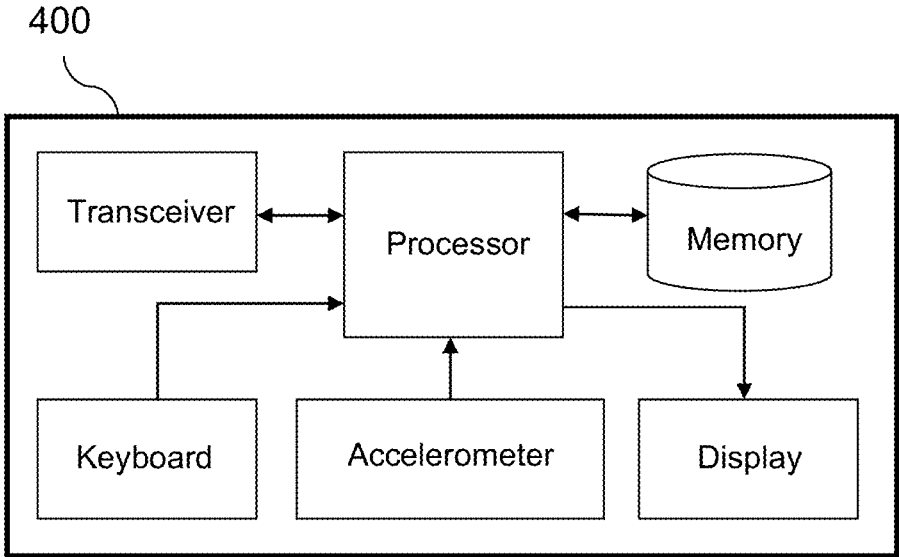 400
Transceiver
Processor
Memory
Keyboard
Accelerometer
Display